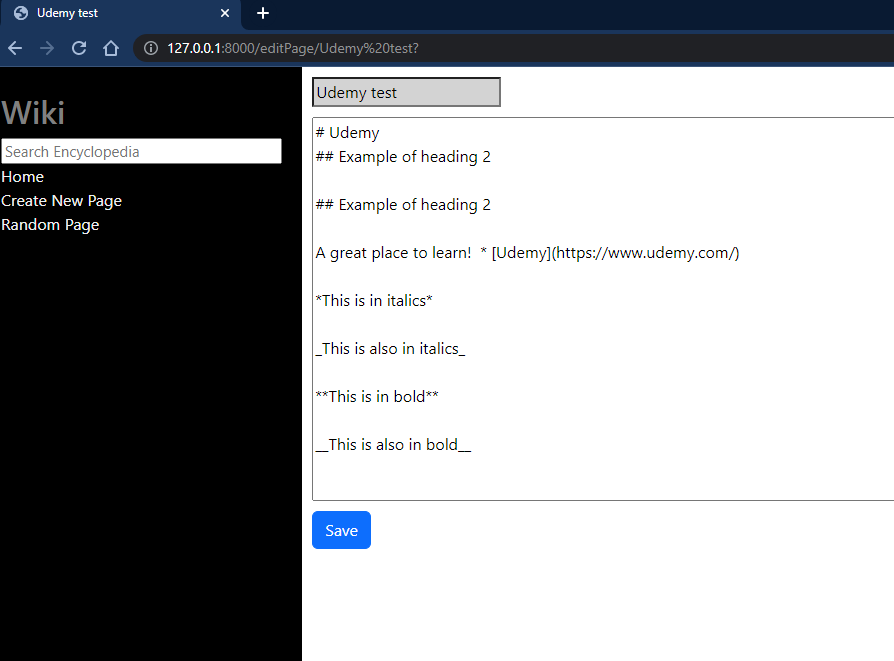 Udemy test
127.0.0.1:8000/editPage/Udemy%20test?
Wiki
Search Encyclopedia
Home
Create New Page
Random Page
Udemy test
# Udemy
## Example of heading 2
## Example of heading 2
A great place to learn!  * [Udemy](https://www.udemy.com/)
*This is in italics*
_This is also in italics_
**This is in bold**
__This is also in bold__
Save